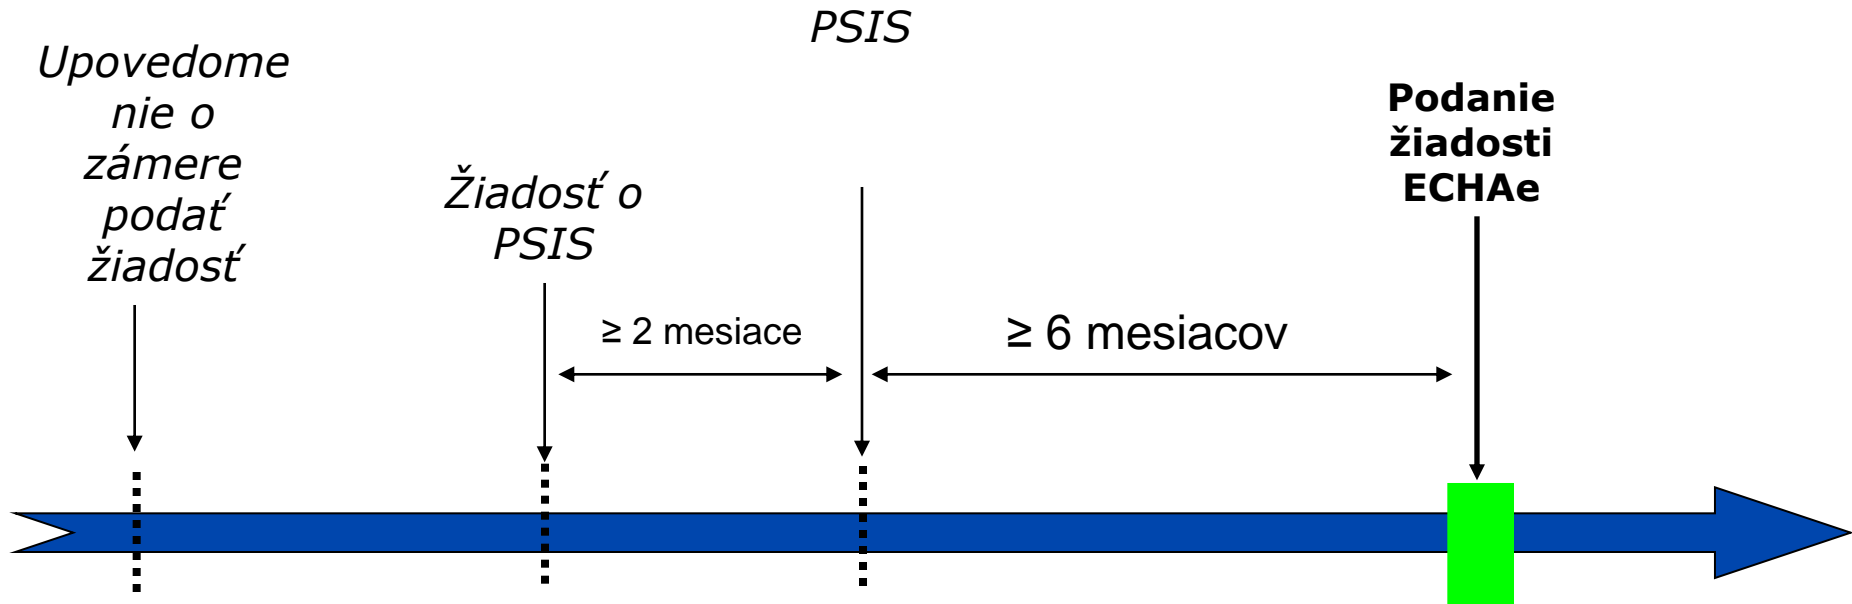 Upovedome
nie o
zámere
podať
žiadosť
Žiadosť o
PSIS
≥ 2 mesiace
PSIS
≥ 6 mesiacov
Podanie
žiadosti
ECHAe